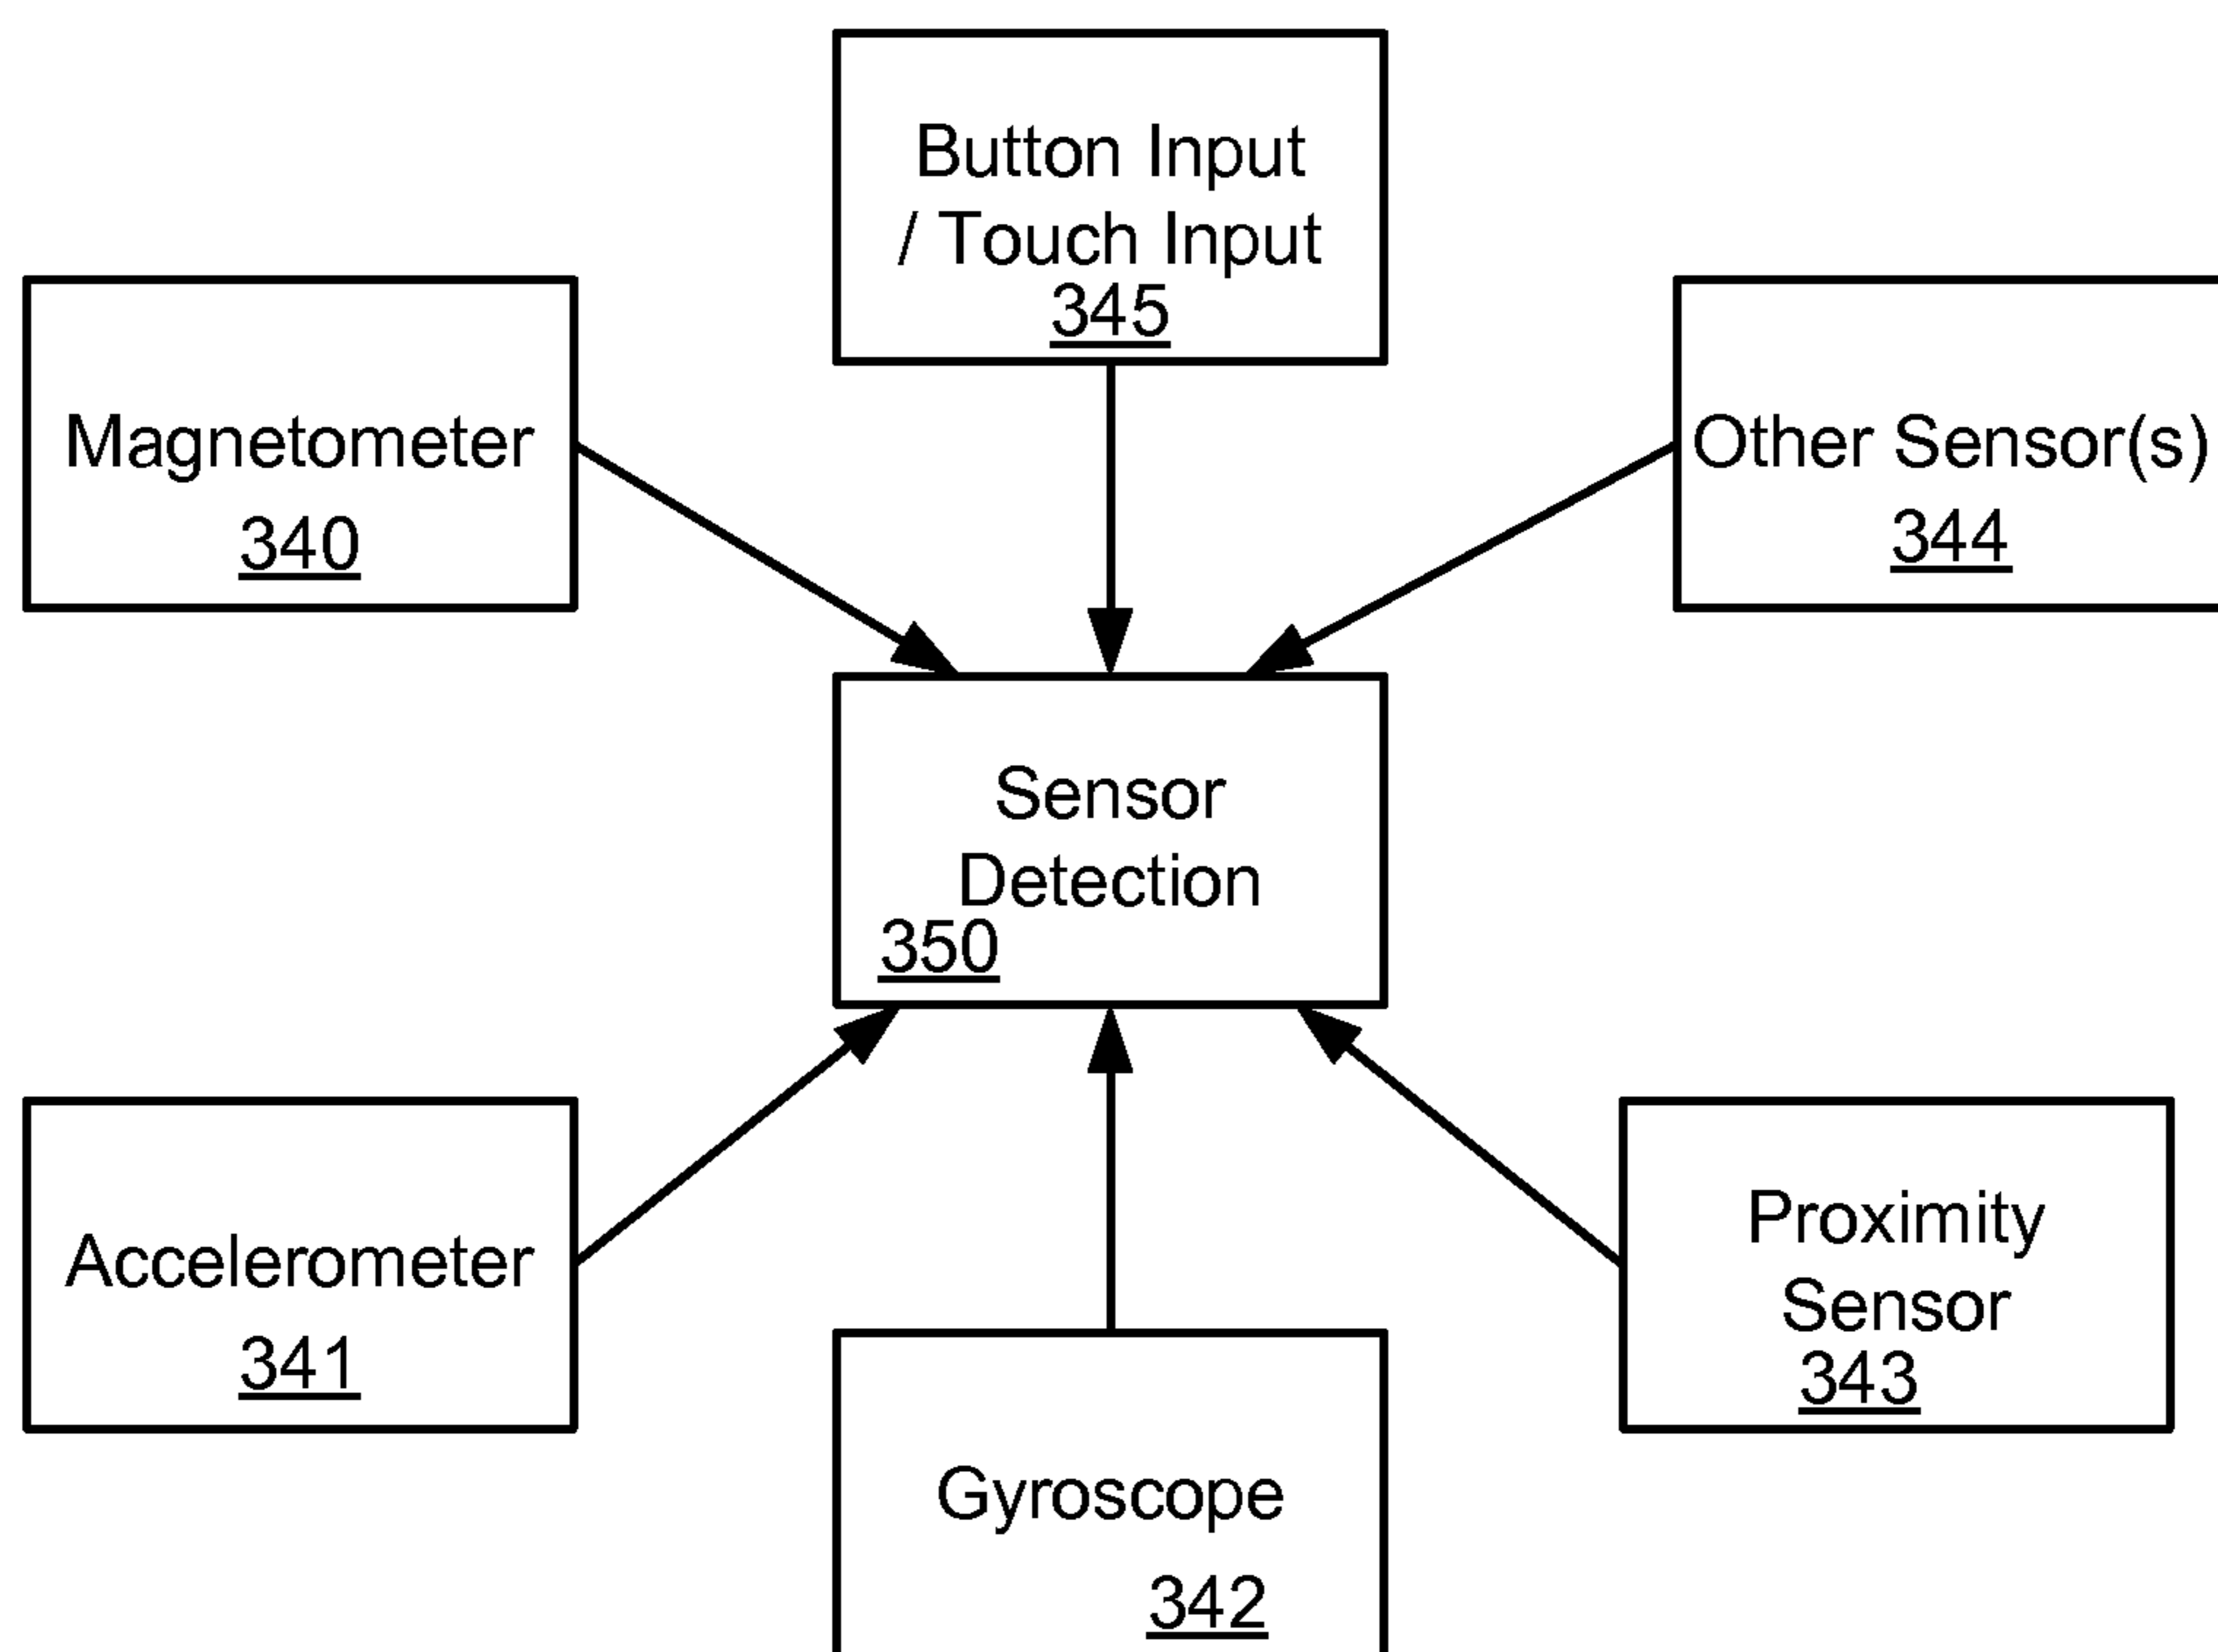 Button Input
/ Touch Input
345
Magnetometer
340
Other Sensor(s)
344
Sensor
Detection
350
Accelerometer
341
Proximity
Sensor
343
Gyroscope
342